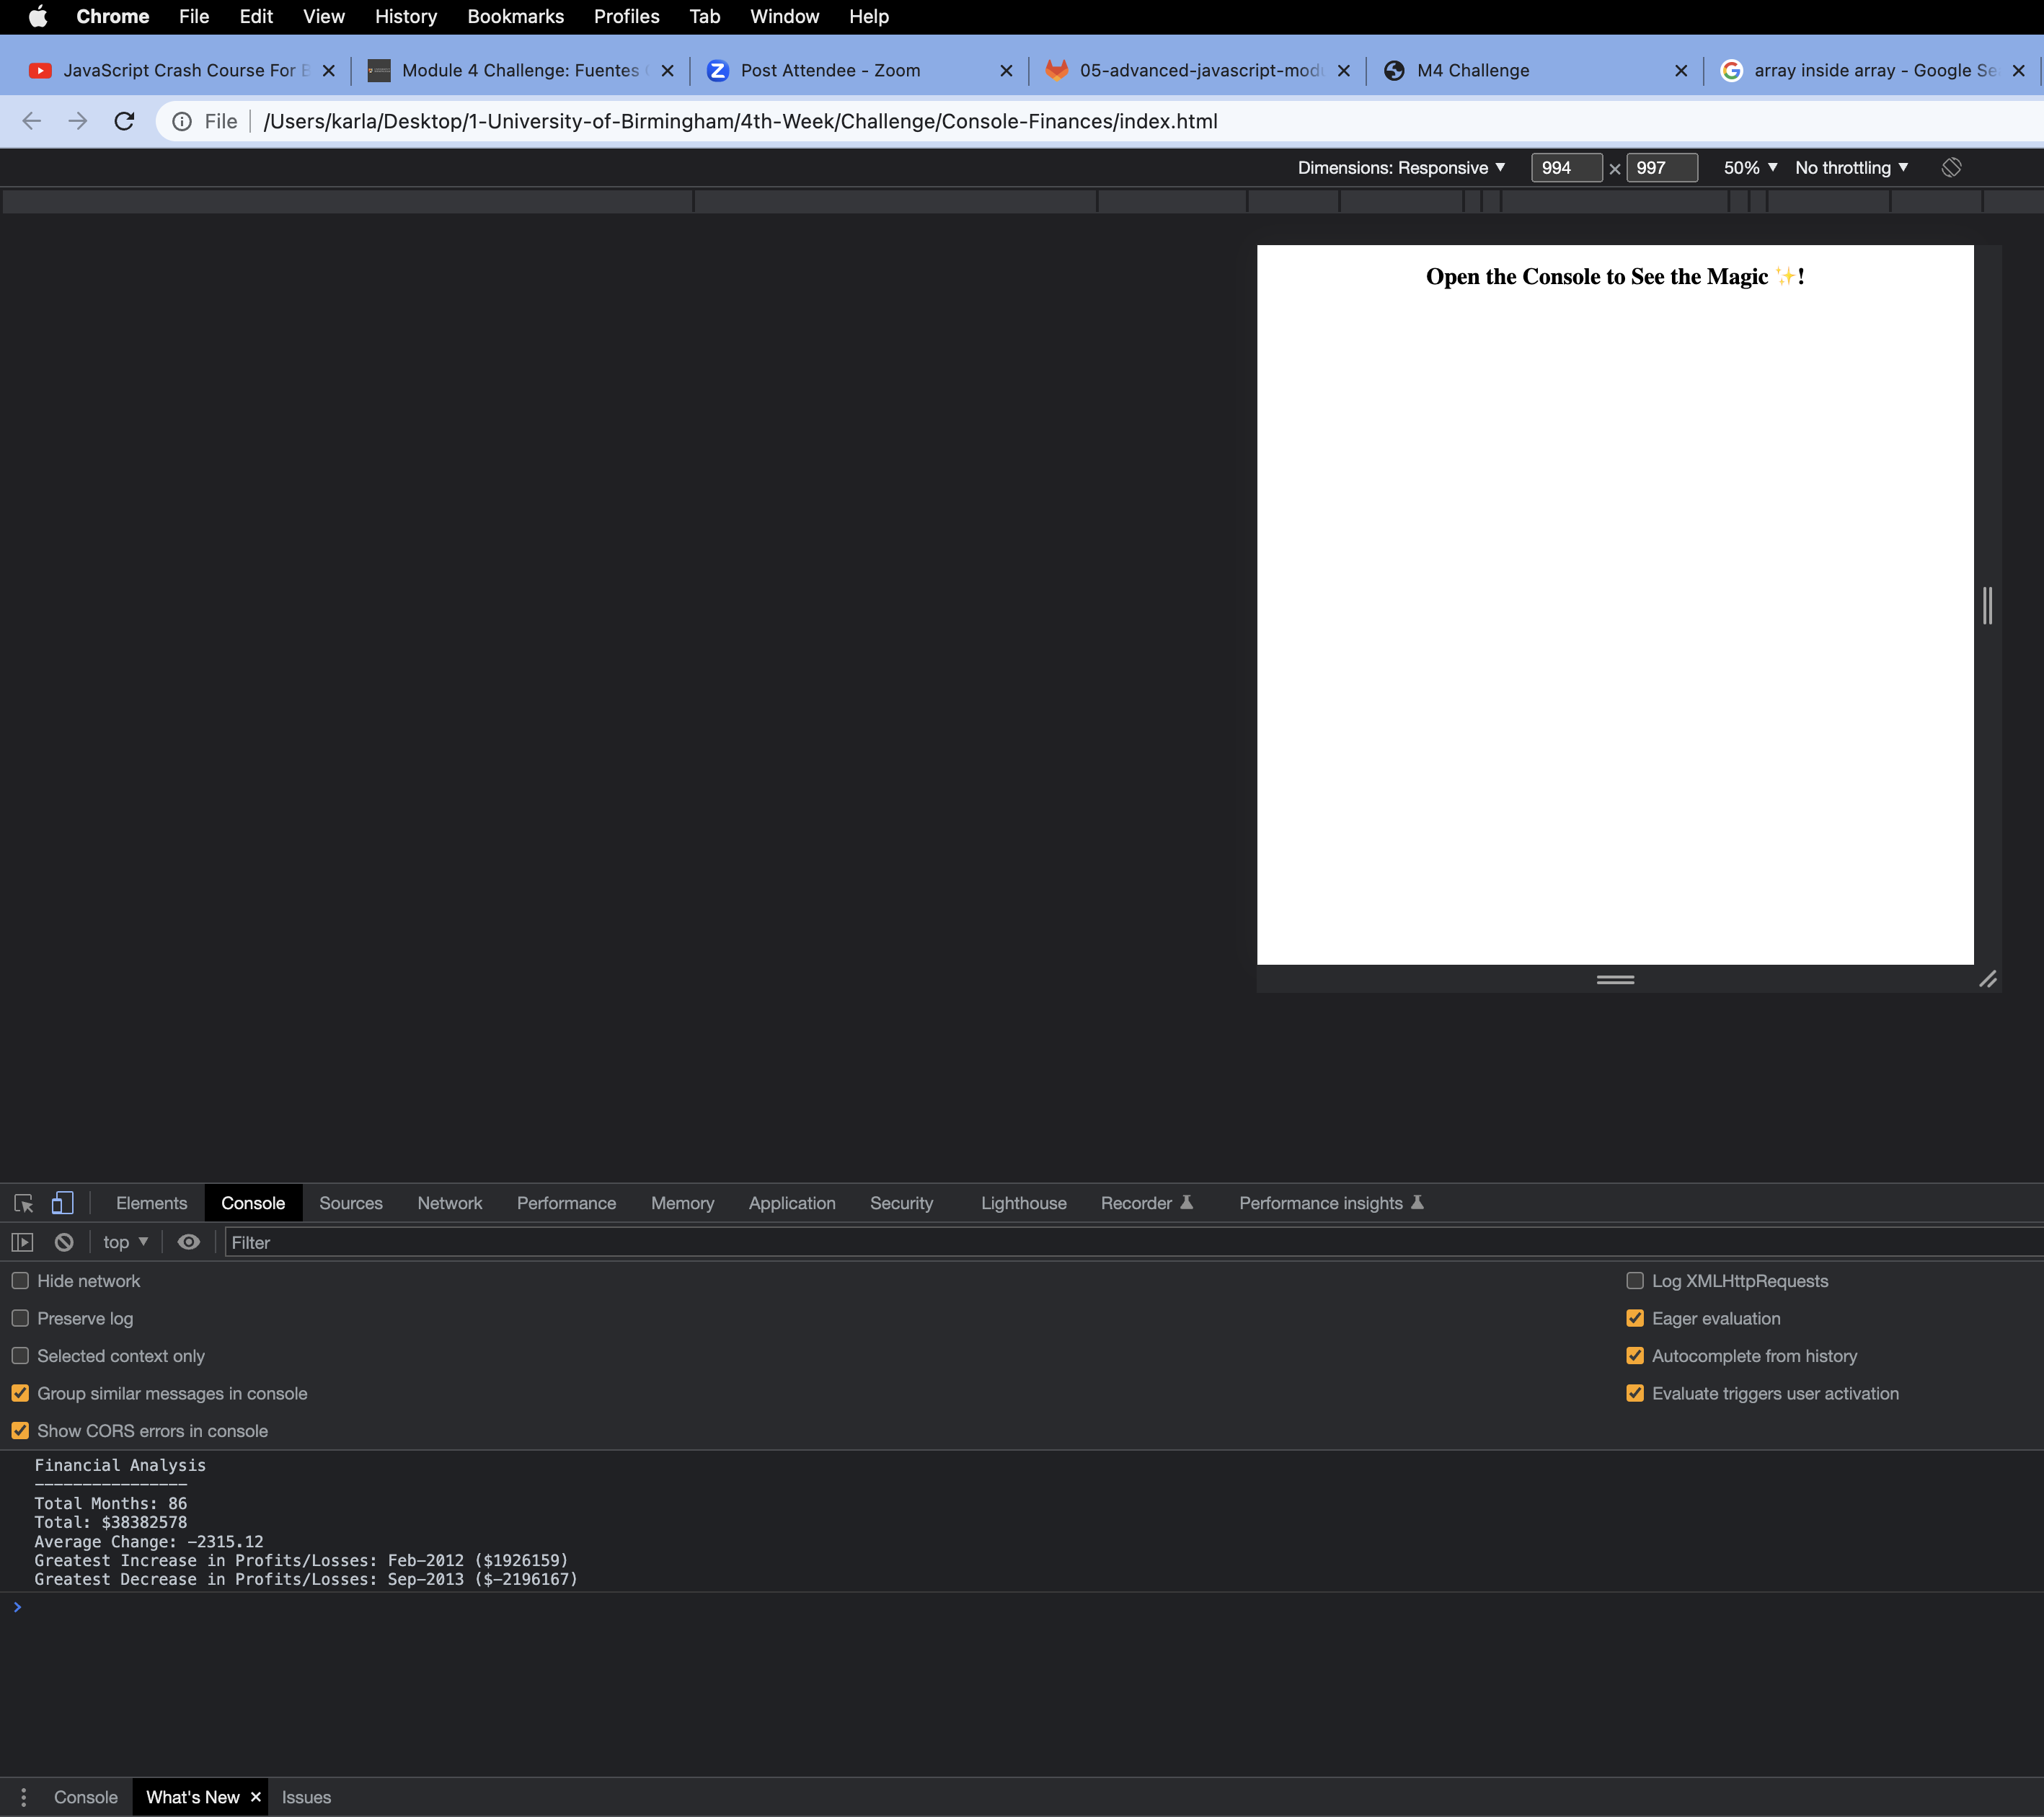 Chrome File Edit View History Bookmarks Profiles Tab Window Help
JavaScript Crash Course For B Module 4 Challenge: Fuentes Post Attendee - Zoom 05-advanced-javascript-modu M4 Challenge array inside array - Google Se
File /Users/karla/Desktop/1-University-of-Birmingham/4th-Week/Challenge/Console-Finances/index.html
Dimensions: Responsive ▼ 994 × 997 50% ▼ No throttling ▼
Open the Console to See the Magic ✨!
Elements Console Sources Network Performance Memory Application Security Lighthouse Recorder Performance insights
top ▼ Filter
Hide network Log XMLHttpRequests
Preserve log Eager evaluation
Selected context only Autocomplete from history
Group similar messages in console Evaluate triggers user activation
Show CORS errors in console
Financial Analysis
----------------
Total Months: 86
Total: $38382578
Average Change: -2315.12
Greatest Increase in Profits/Losses: Feb-2012 ($1926159)
Greatest Decrease in Profits/Losses: Sep-2013 ($-2196167)
>
Console What's New × Issues